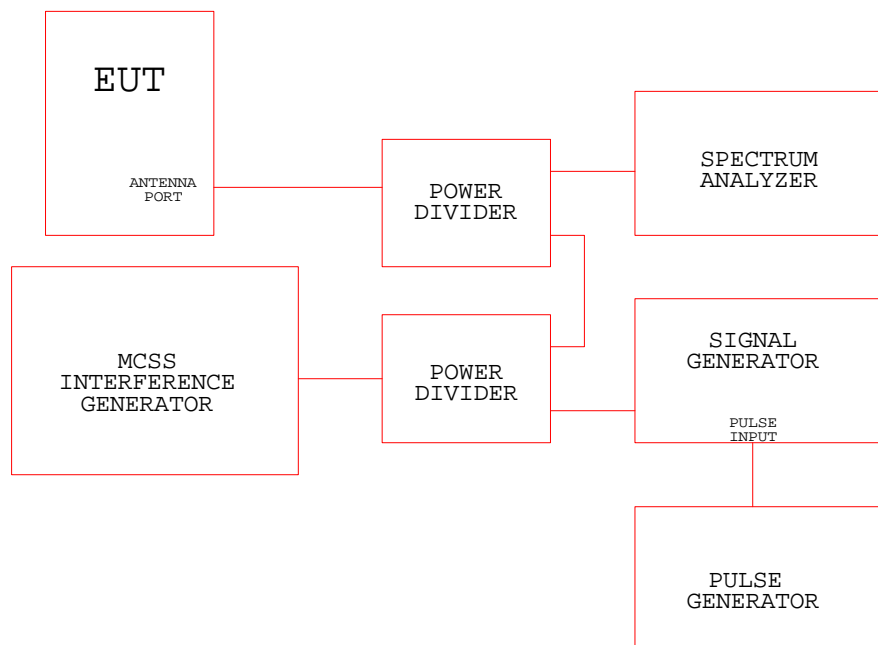 EUT
ANTENNA
PORT
POWER
DIVIDER
SPECTRUM
ANALYZER
MCSS
INTERFERENCE
GENERATOR
POWER
DIVIDER
SIGNAL
GENERATOR
PULSE
INPUT
PULSE
GENERATOR